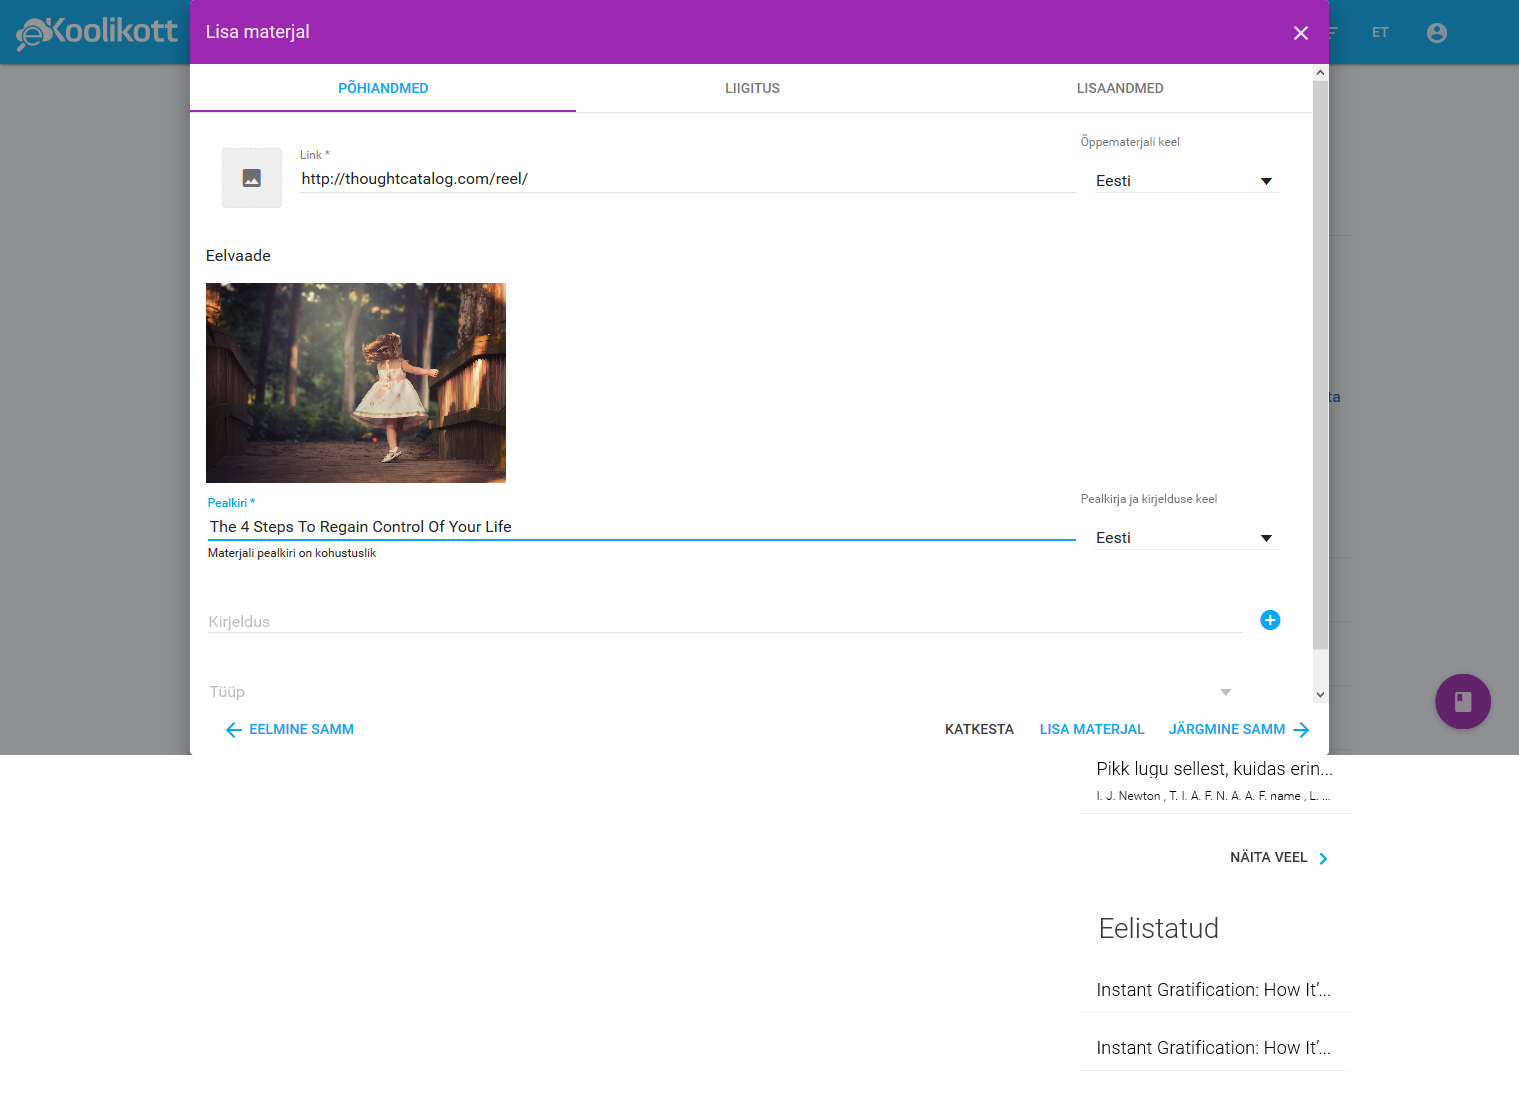 eKoolikott
Lisa materjal
ET
PÕHIANDMED
LIIGITUS
LISAANDMED
Link *
http://thoughtcatalog.com/reel/
Õppematerjali keel
Eesti
Eelvaade
ta
Pealkiri *
The 4 Steps To Regain Control Of Your Life
Materjali pealkiri on kohustuslik
Pealkirja ja kirjelduse keel
Eesti
Kirjeldus
Tüüp
EELMINE SAMM
KATKESTA
LISA MATERJAL
JÄRGMINE SAMM
Pikk lugu sellest, kuidas erin...
I. J. Newton , T. I. A. F. N. A. A. F. name , L. ...
NÄITA VEEL
Eelistatud
Instant Gratification: How It’...
Instant Gratification: How It’...